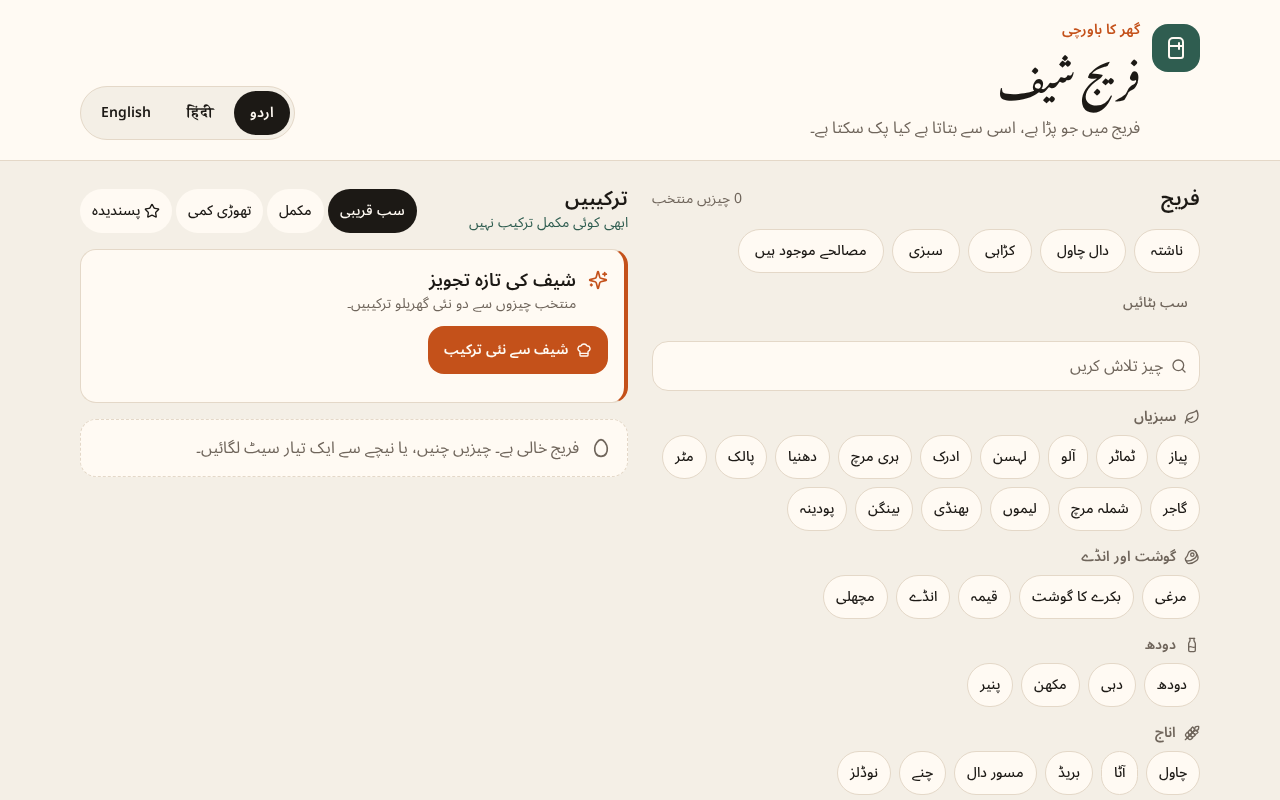 گھر کا باورچی
فریج شیف
فریج میں جو پڑا ہے، اسی سے بتاتا ہے کیا پک سکتا ہے۔
اردو
हिंदी
English
فریج
0 چیزیں منتخب
ناشتہ
دال چاول
کڑاہی
سبزی
مصالحے موجود ہیں
سب ہٹائیں
چیز تلاش کریں
سبزیاں
پیاز
ٹماٹر
آلو
لہسن
ادرک
ہری مرچ
دھنیا
پالک
مٹر
گاجر
شملہ مرچ
لیموں
بھنڈی
بینگن
پودینہ
گوشت اور انڈے
مرغی
بکرے کا گوشت
قیمہ
انڈے
مچھلی
دودھ
دودھ
دہی
مکھن
پنیر
اناج
چاول
آٹا
بریڈ
مسور دال
چنے
نوڈلز
ترکیبیں
ابھی کوئی مکمل ترکیب نہیں
سب قریبی
مکمل
تھوڑی کمی
پسندیدہ
شیف کی تازہ تجویز
منتخب چیزوں سے دو نئی گھریلو ترکیبیں۔
شیف سے نئی ترکیب
فریج خالی ہے۔ چیزیں چنیں، یا نیچے سے ایک تیار سیٹ لگائیں۔